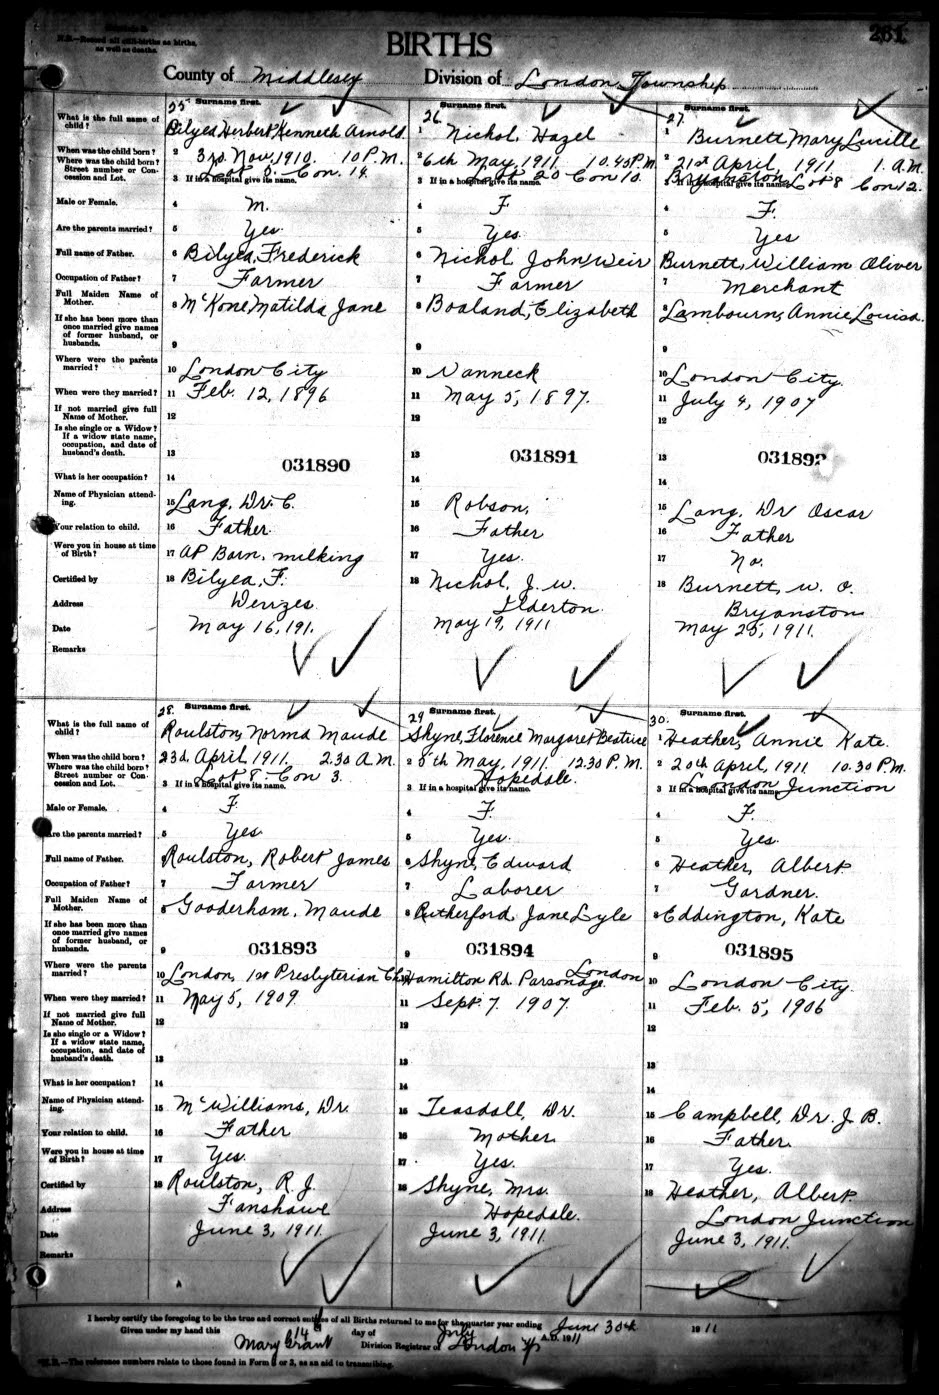 261
N.B.—Record all still-births as births,
as well as deaths.
BIRTHS
County of Middlesex Division of London Township
25 Surname first. 26 Surname first. 27. Surname first.
What is the full name of child? Bilyea, Herbert Kenneth Arnold. 1 Nichol, Hazel 1 Burnett Mary Lucille
When was the child born? 2 3rd. Nov, 1910. 10 P.M. 2 6th May, 1911. 10.40 P.M. 2 21st April, 1911. 1. A.M.
Where was the child born? Street number or Concession and Lot. Lot 8. Con. 14. Lot 20 Con 10. Bryanston Lot 8 Con 12.
3 If in a hospital give its name. 3 If in a hospital give its name. 3 If in a hospital give its name.
Male or Female. 4 M. 4 F. 4 F.
Are the parents married? 5 Yes. 5 Yes. 5 Yes
Full name of Father. 6 Bilyea, Frederick 6 Nichol John Weir Burnett, William Oliver
Occupation of Father? 7 Farmer 7 Farmer 7 Merchant
Full Maiden Name of Mother. 8 McKone, Matilda Jane 8 Boaland, Elizabeth 8 Lambourn, Annie Louisa.
If she has been more than once married give names of former husband, or husbands. 9 9 9
Where were the parents married? 10 London City 10 Nanneck 10 London City.
When were they married? 11 Feb. 12, 1896 11 May 5, 1897. 11 July 4, 1907
If not married give full Name of Mother. 12 12 12
Is she single or a Widow? If a widow state name, occupation, and date of husband's death. 13 13 13
031890 031891 031892
What is her occupation? 14 14 14
Name of Physician attending. 15 Lang, Dr. C. 15 Robson, 15 Lang, Dr Oscar
Your relation to child. 16 Father. 16 Father 16 Father
Were you in house at time of Birth? 17 At Barn, milking 17 Yes. 17 No.
Certified by 18 Bilyea, F. 18 Nichol, J. W. 18 Burnett, W. O.
Address Ilderton. Bryanston
Date May 16, 191. May 19, 1911 May 25, 1911.
Remarks
28. Surname first. 29 Surname first. 30. Surname first.
What is the full name of child? Roulston, Norma Maude Skyne, Florence Margaret Beatrice 1 Heather, Annie Kate.
When was the child born? 23d. April, 1911. 2.30 A.M. 2 8th May, 1911. 12.30 P.M. 2 20th April, 1911 10.30 P.M.
Where was the child born? Street number or Concession and Lot. Lot 8. Con 3. Hopedale. London Junction
3 If in a hospital give its name. 3 If in a hospital give its name. 3 If in a hospital give its name
Male or Female. 4 F. 4 F. 4 F.
Are the parents married? 5 Yes 5 Yes. 5 Yes.
Full name of Father. Roulston, Robert James 6 Skyne, Edward 6 Heather, Albert
Occupation of Father? 7 Farmer 7 Laborer 7 Gardner.
Full Maiden Name of Mother. 8 Gooderham, Maude 8 Rutherford, Jane Lyle 8 Eddington, Kate
If she has been more than once married give names of former husband, or husbands. 9 9 9
031893 031894 031895
Where were the parents married? 10 London, 1st Presbyterian Ch. Hamilton Rd. Parsonage. London 10 London City.
When were they married? 11 May 5, 1909. 11 Sept. 7. 1907. 11 Feb. 5, 1906
If not married give full Name of Mother. 12 12 12
Is she single or a Widow? If a widow state name, occupation, and date of husband's death. 13 13 13
What is her occupation? 14 14 14
Name of Physician attending. 15 McWilliams, Dr. 15 Teasdall, Dr. 15 Campbell, Dr. J. B.
Your relation to child. 16 Father 16 Mother. 16 Father.
Were you in house at time of Birth? 17 Yes. 17 Yes. 17 Yes.
Certified by 18 Roulston, R J. 18 Skyne, Mrs. 18 Heather, Albert.
Address Fanshawe Hopedale. London Junction
Date June 3, 1911. June 3, 1911. June 3, 1911.
Remarks
I hereby certify the foregoing to be the true and correct entries of all Births returned to me for the quarter year ending June 30th 1911
Given under my hand this 14 day of July A.D. 1911
Mary Grant Division Registrar of London Tp
N.B.—The reference numbers relate to those found in Form 1 or 2, as an aid to transcribing.